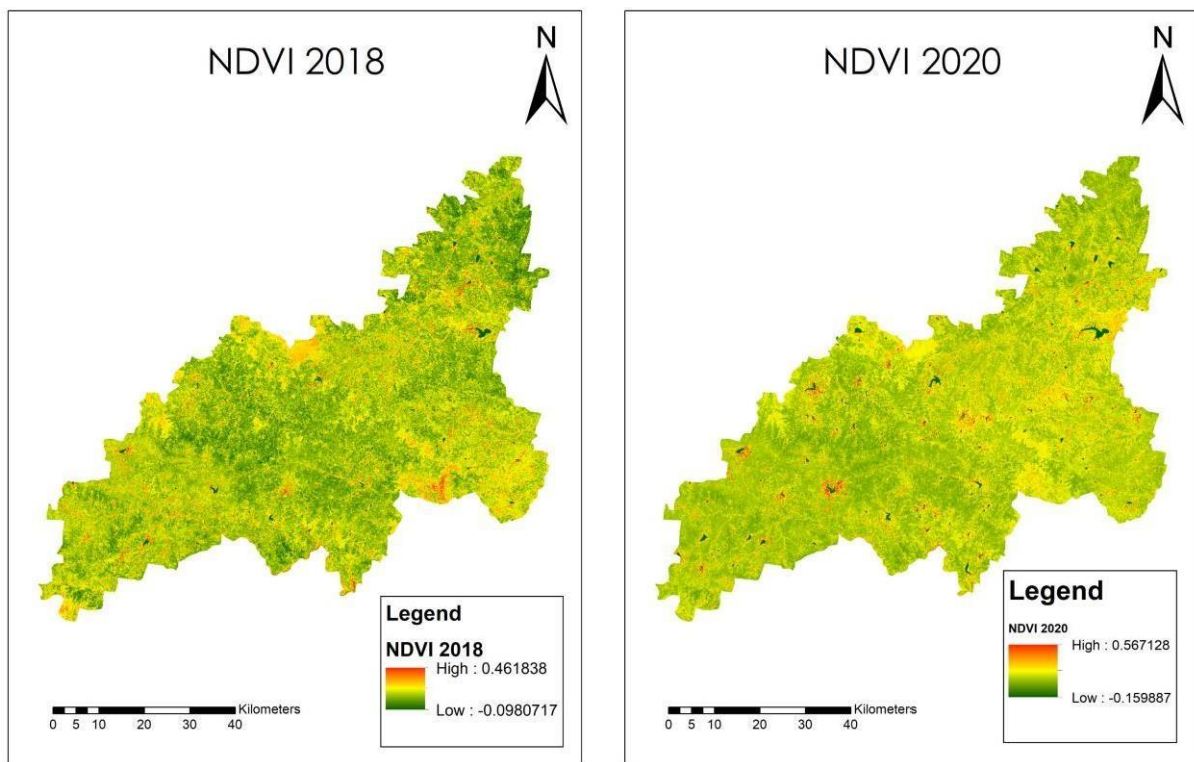 NDVI 2018
N
Legend
NDVI 2018
High : 0.461838
Low : -0.0980717
Kilometers
0 5 10 20 30 40
NDVI 2020
N
Legend
NDVI 2020
High : 0.567128
Low : -0.159887
Kilometers
0 5 10 20 30 40